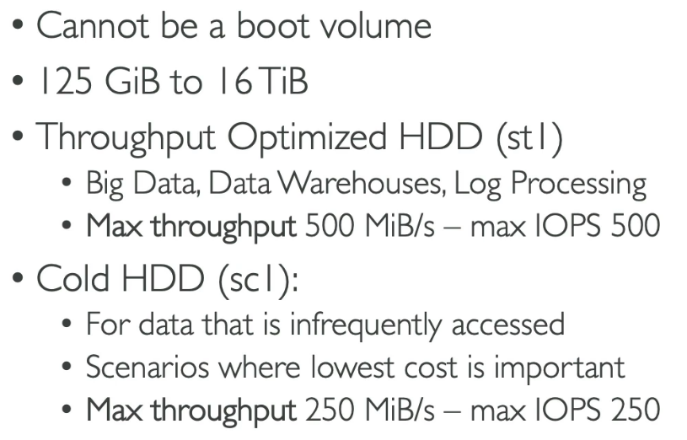 • Cannot be a boot volume
• 125 GiB to 16 TiB
• Throughput Optimized HDD (st1)
• Big Data, Data Warehouses, Log Processing
• Max throughput 500 MiB/s – max IOPS 500
• Cold HDD (sc1):
• For data that is infrequently accessed
• Scenarios where lowest cost is important
• Max throughput 250 MiB/s – max IOPS 250